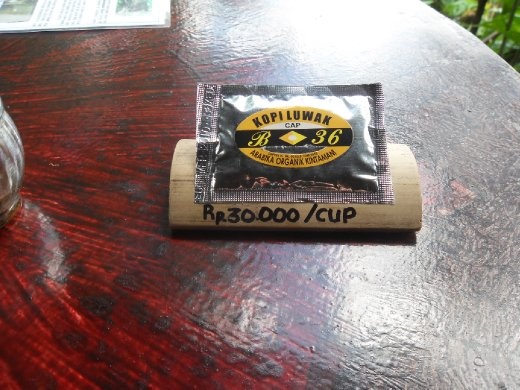 KOPI LUWAK
CAP
B 36
ARABIKA ORGANIK KINTAMANI
Rp30.000/CUP